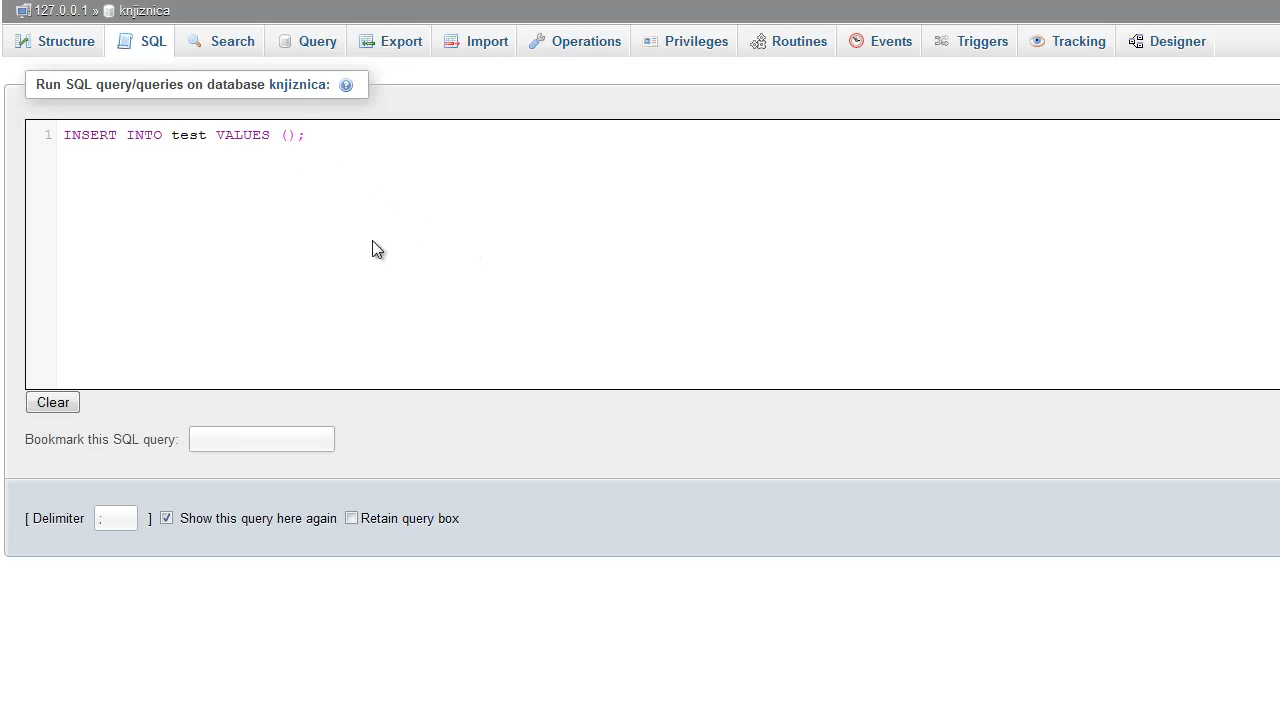 127.0.0.1 » knjiznica
Structure SQL Search Query Export Import Operations Privileges Routines Events Triggers Tracking Designer
Run SQL query/queries on database knjiznica:
1 INSERT INTO test VALUES ();
Clear
Bookmark this SQL query:
[ Delimiter ; ] Show this query here again Retain query box